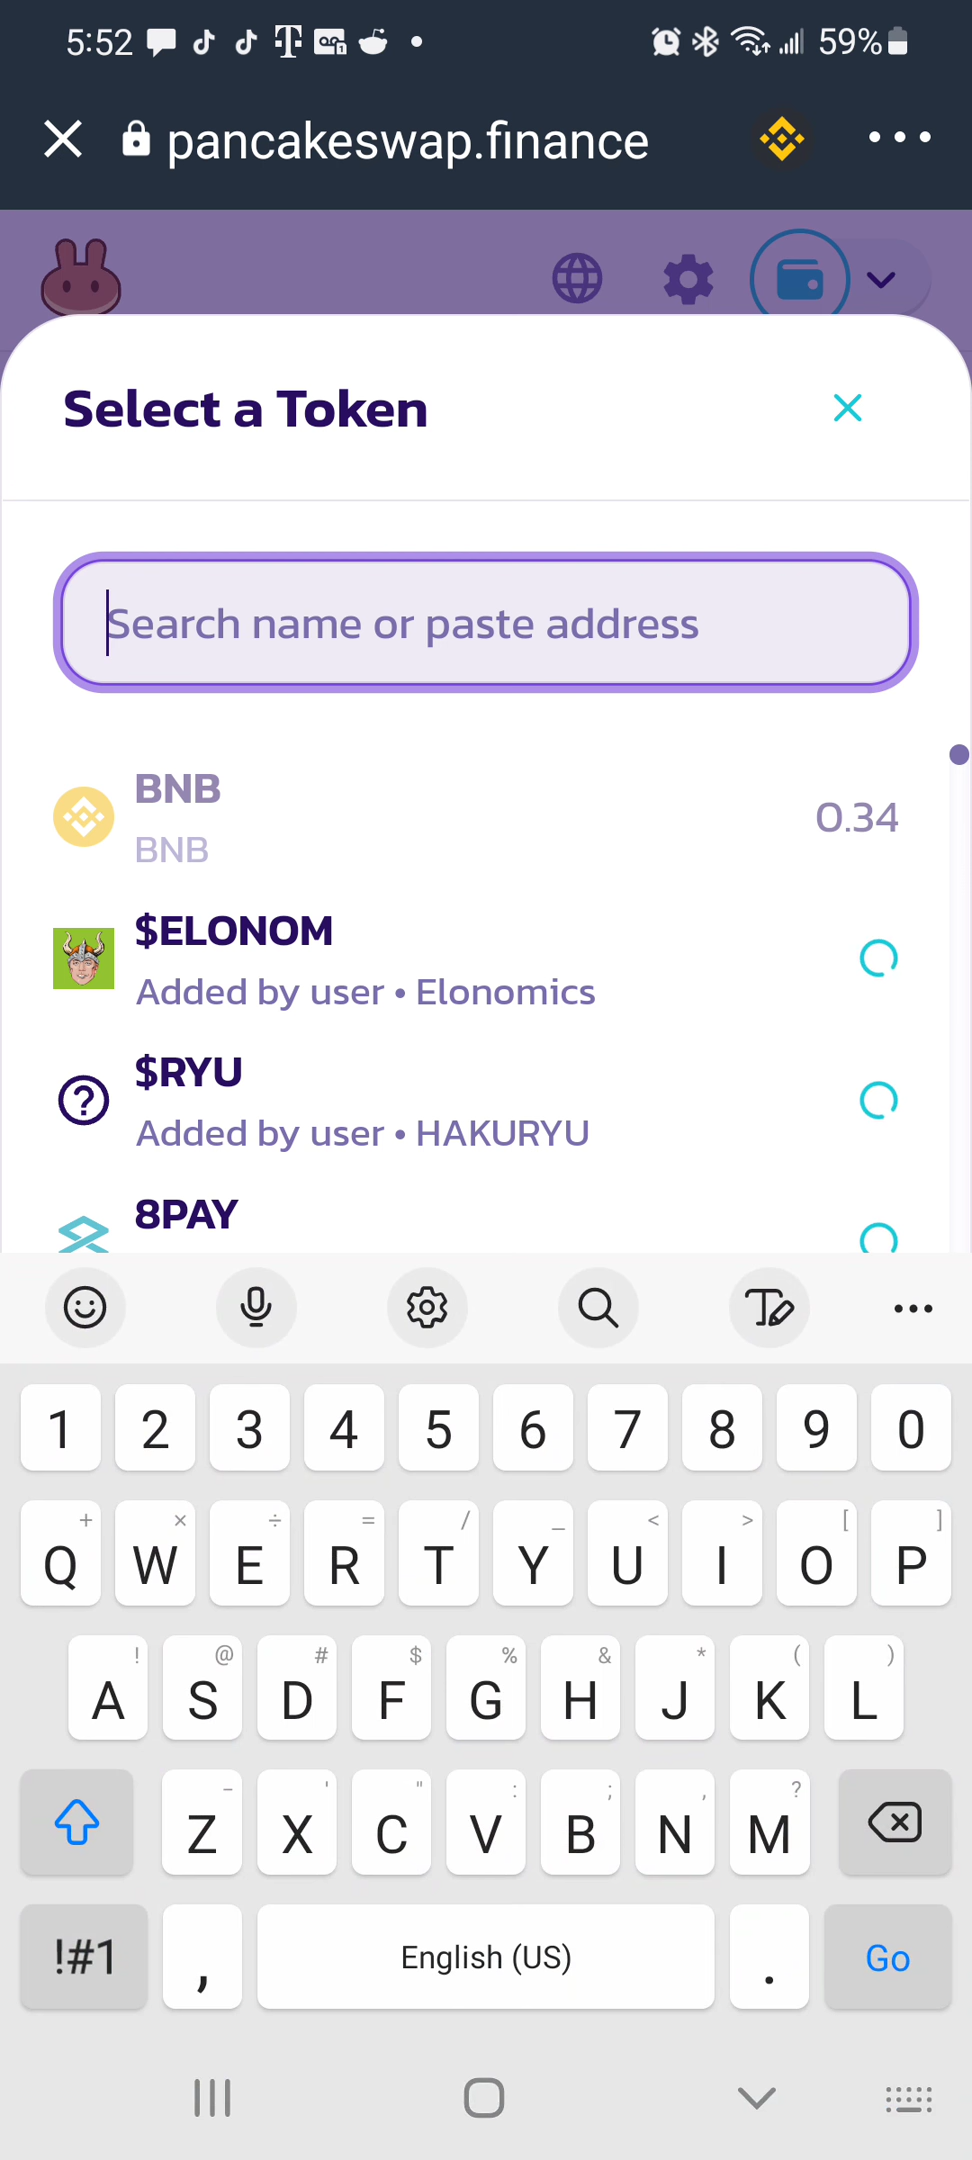 5:52
59%
pancakeswap.finance
Select a Token
Search name or paste address
BNB
0.34
BNB
$ELONOM
Added by user • Elonomics
$RYU
Added by user • HAKURYU
8PAY
1 2 3 4 5 6 7 8 9 0
+ × ÷ = / _ < > [ ]
Q W E R T Y U I O P
! @ # $ % & * ( )
A S D F G H J K L
- ' " : ; , ?
Z X C V B N M
!#1 , English (US) . Go